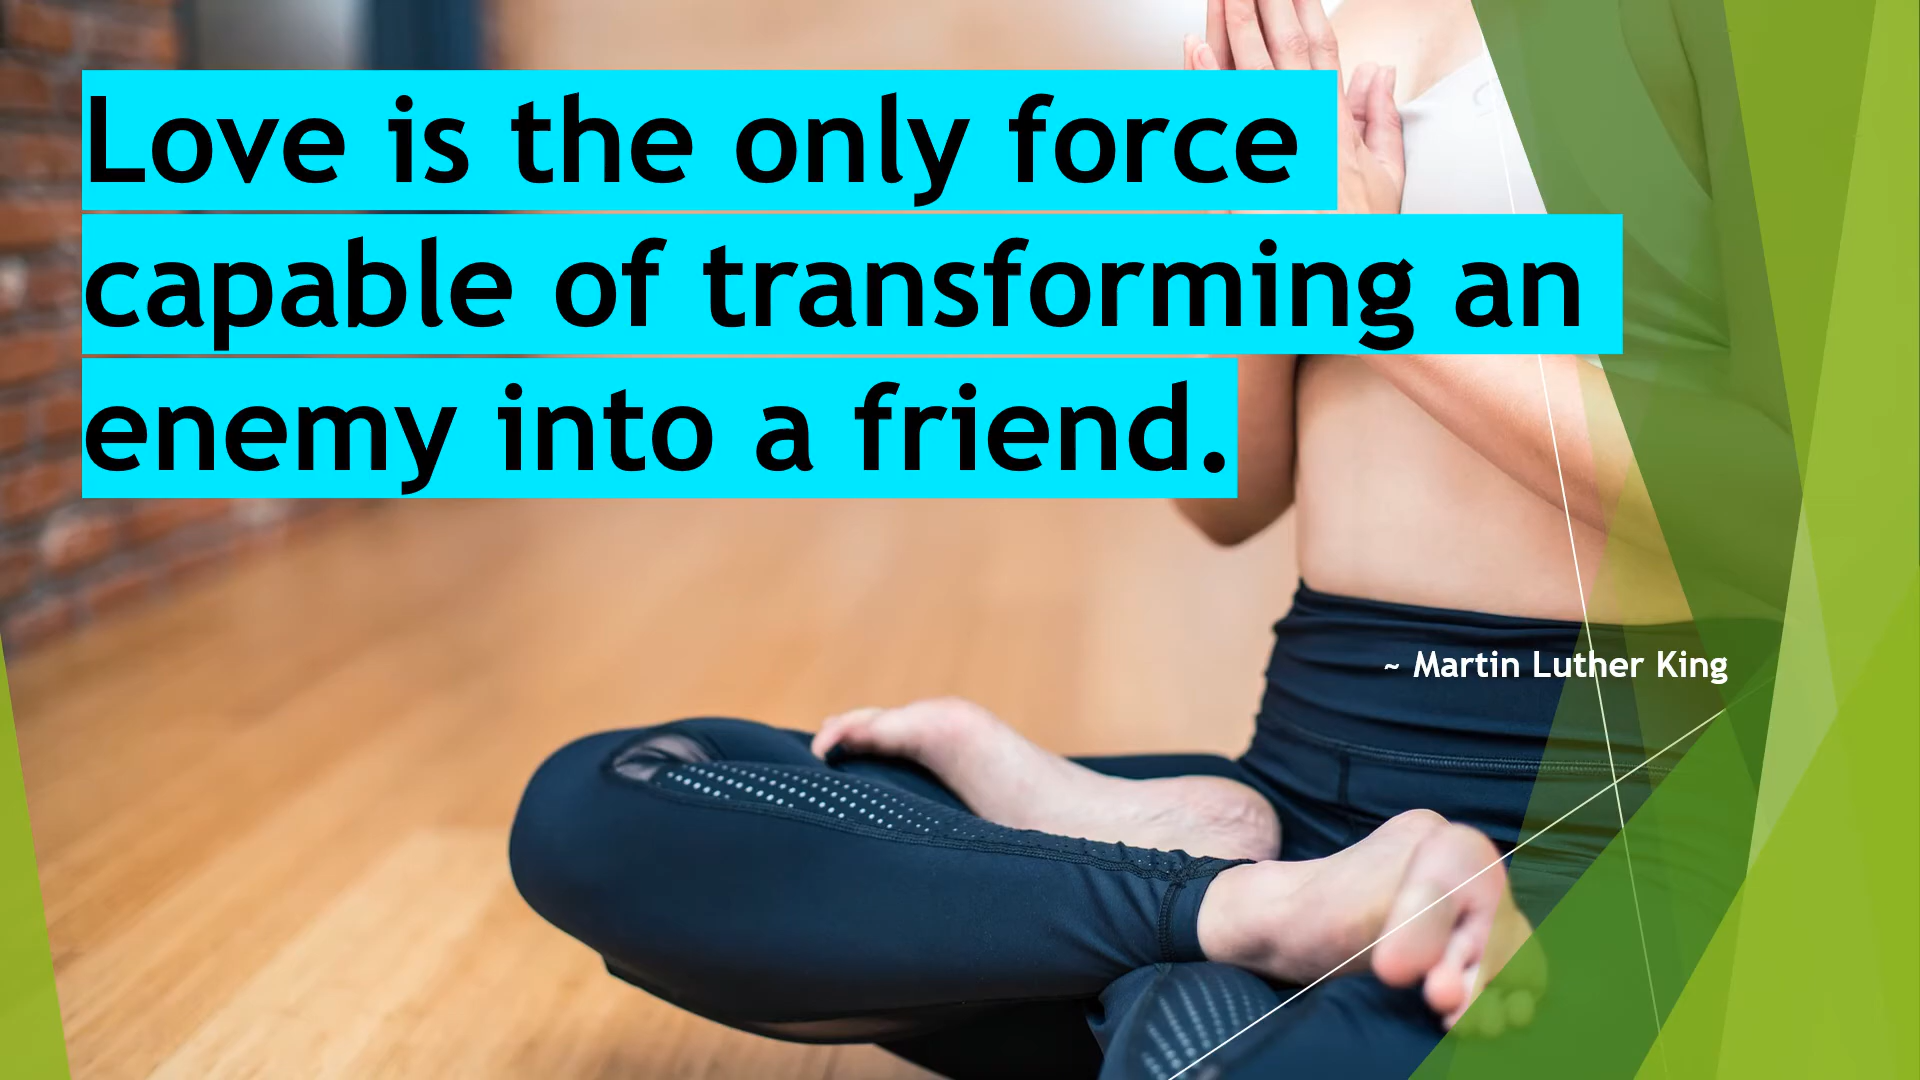 Love is the only force
capable of transforming an
enemy into a friend.
~ Martin Luther King